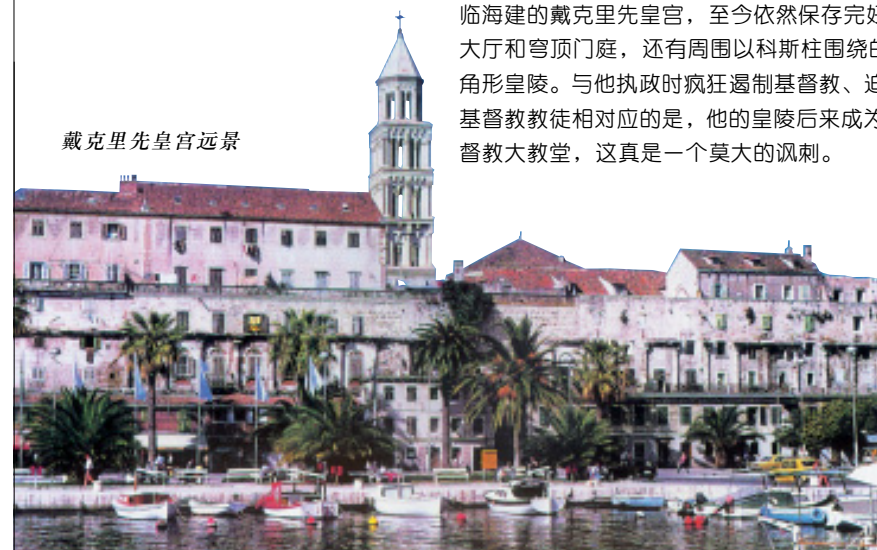 临海建的戴克里先皇宫，至今依然保存完好
大厅和穹顶门庭，还有周围以科斯柱围绕的
角形皇陵。与他执政时疯狂遏制基督教、迫
基督教教徒相对应的是，他的皇陵后来成为
督教大教堂，这真是一个莫大的讽刺。
戴克里先皇宫远景